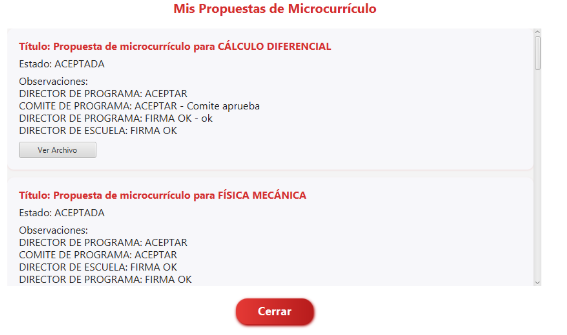 Mis Propuestas de Microcurrículo
Título: Propuesta de microcurrículo para CÁLCULO DIFERENCIAL
Estado: ACEPTADA
Observaciones:
DIRECTOR DE PROGRAMA: ACEPTAR
COMITE DE PROGRAMA: ACEPTAR - Comite aprueba
DIRECTOR DE PROGRAMA: FIRMA OK - ok
DIRECTOR DE ESCUELA: FIRMA OK
Ver Archivo
Título: Propuesta de microcurrículo para FÍSICA MECÁNICA
Estado: ACEPTADA
Observaciones:
DIRECTOR DE PROGRAMA: ACEPTAR
COMITE DE PROGRAMA: ACEPTAR
DIRECTOR DE ESCUELA: FIRMA OK
DIRECTOR DE PROGRAMA: FIRMA OK
Cerrar